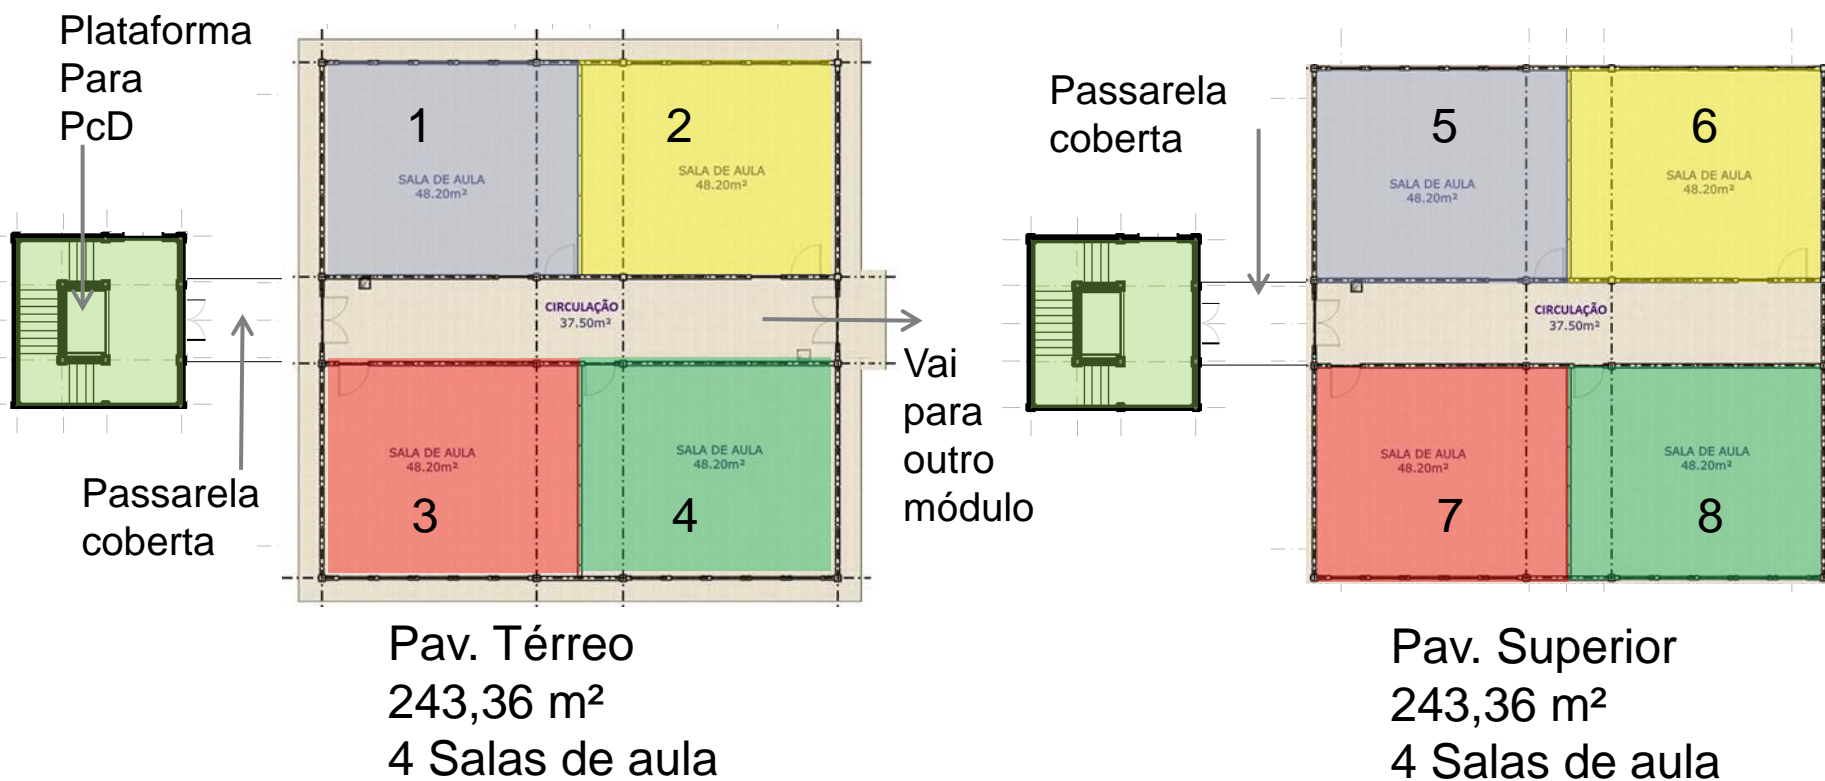 Plataforma
Para
PcD
1
SALA DE AULA
48.20m²
2
SALA DE AULA
48.20m²
CIRCULAÇÃO
37.50m²
SALA DE AULA
48.20m²
3
SALA DE AULA
48.20m²
4
Passarela
coberta
Vai
para
outro
módulo
Pav. Térreo
243,36 m²
4 Salas de aula
Passarela
coberta
5
SALA DE AULA
48.20m²
6
SALA DE AULA
48.20m²
CIRCULAÇÃO
37.50m²
SALA DE AULA
48.20m²
7
SALA DE AULA
48.20m²
8
Pav. Superior
243,36 m²
4 Salas de aula